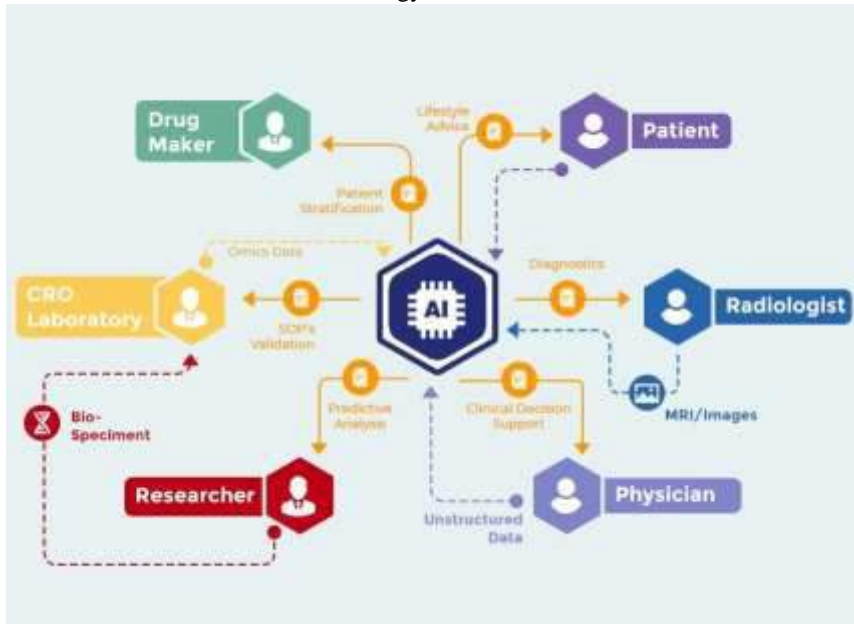 Drug
Maker
Lifestyle
Advice
Patient
Patient
Stratification
Omics Data
CRO
Laboratory
SOP's
Validation
AI
Diagnostics
Radiologist
MRI/Images
Bio-
Speciment
Predictive
Analysis
Clinical Decision
Support
Researcher
Unstructured
Data
Physician